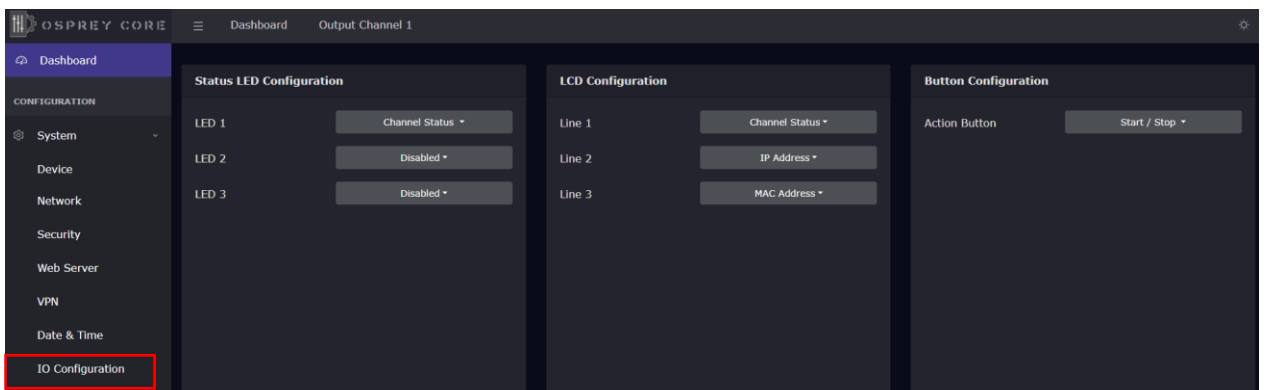 OSPREY CORE
Dashboard Output Channel 1
Dashboard
CONFIGURATION
System
Device
Network
Security
Web Server
VPN
Date & Time
IO Configuration
Status LED Configuration
LED 1 Channel Status
LED 2 Disabled
LED 3 Disabled
LCD Configuration
Line 1 Channel Status
Line 2 IP Address
Line 3 MAC Address
Button Configuration
Action Button Start / Stop